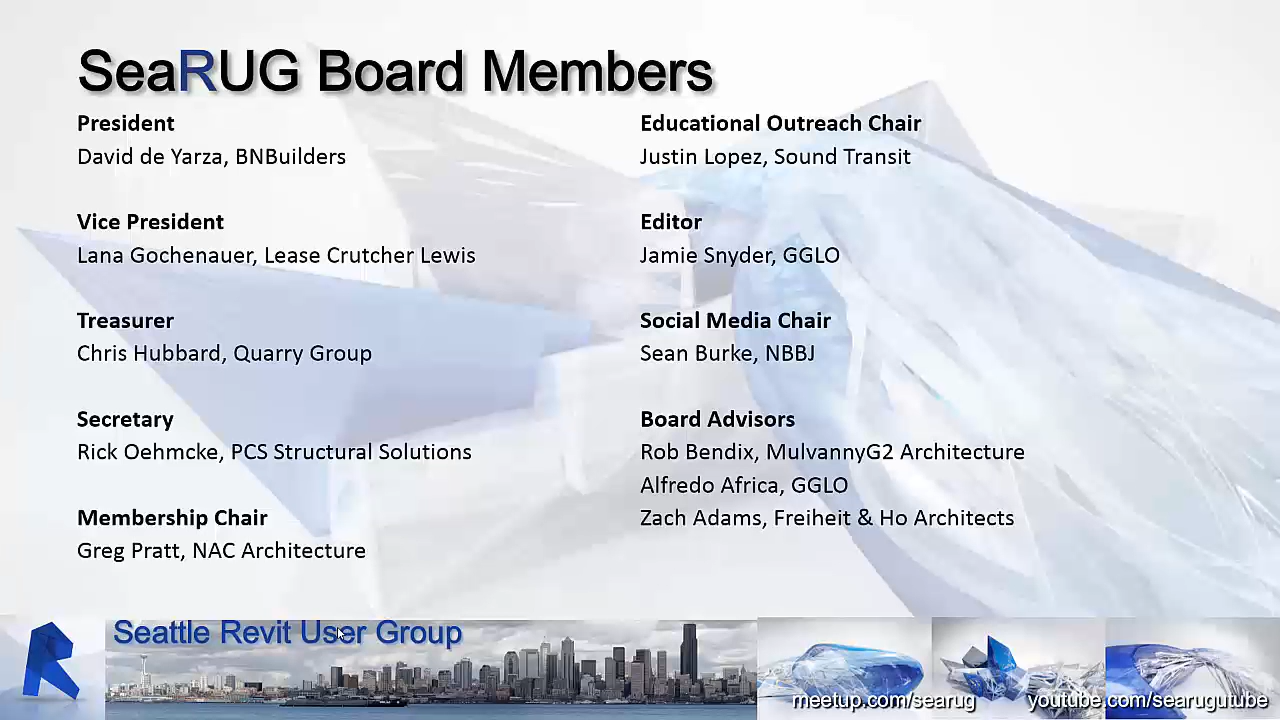 SeaRUG Board Members
President
David de Yarza, BNBuilders
Vice President
Lana Gochenauer, Lease Crutcher Lewis
Treasurer
Chris Hubbard, Quarry Group
Secretary
Rick Oehmcke, PCS Structural Solutions
Membership Chair
Greg Pratt, NAC Architecture
Educational Outreach Chair
Justin Lopez, Sound Transit
Editor
Jamie Snyder, GGLO
Social Media Chair
Sean Burke, NBBJ
Board Advisors
Rob Bendix, MulvannyG2 Architecture
Alfredo Africa, GGLO
Zach Adams, Freiheit & Ho Architects
Seattle Revit User Group
meetup.com/searug
youtube.com/searugutube